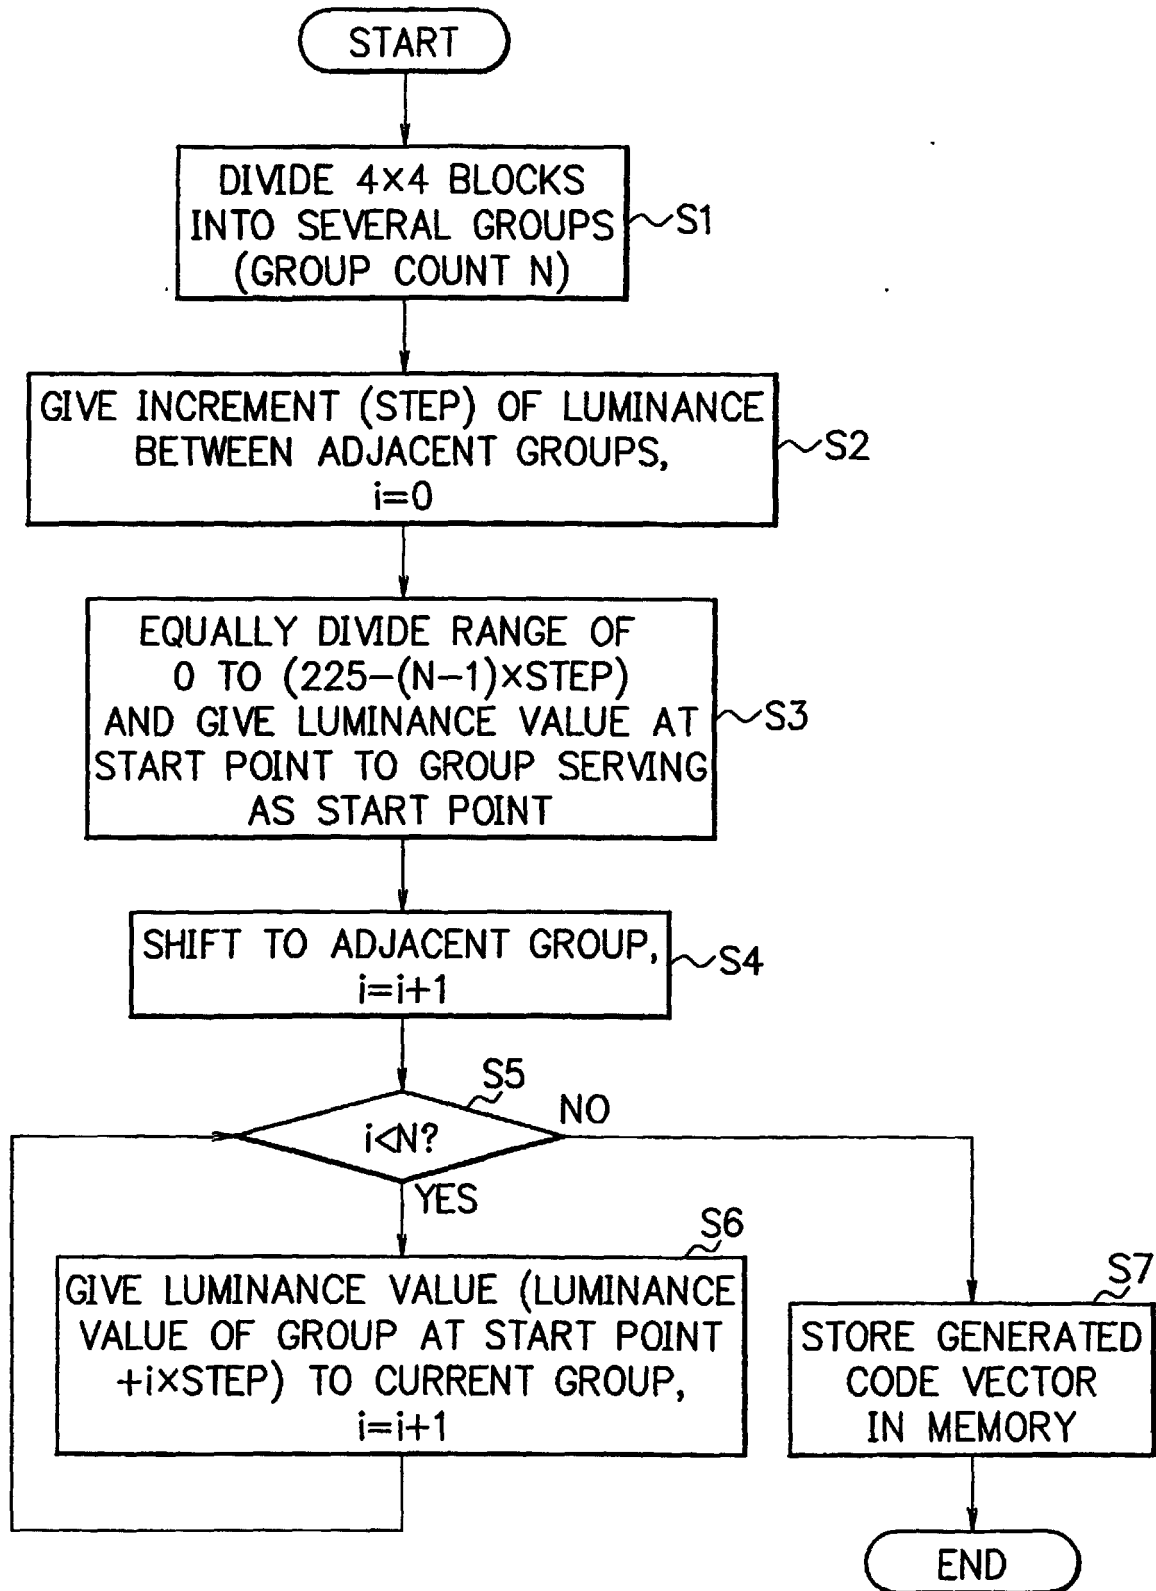 START
DIVIDE 4×4 BLOCKS
INTO SEVERAL GROUPS
(GROUP COUNT N)
S1
GIVE INCREMENT (STEP) OF LUMINANCE
BETWEEN ADJACENT GROUPS,
i=0
S2
EQUALLY DIVIDE RANGE OF
0 TO (225−(N−1)×STEP)
AND GIVE LUMINANCE VALUE AT
START POINT TO GROUP SERVING
AS START POINT
S3
SHIFT TO ADJACENT GROUP,
i=i+1
S4
S5
i<N?
NO
YES
S6
GIVE LUMINANCE VALUE (LUMINANCE
VALUE OF GROUP AT START POINT
+i×STEP) TO CURRENT GROUP,
i=i+1
S7
STORE GENERATED
CODE VECTOR
IN MEMORY
END